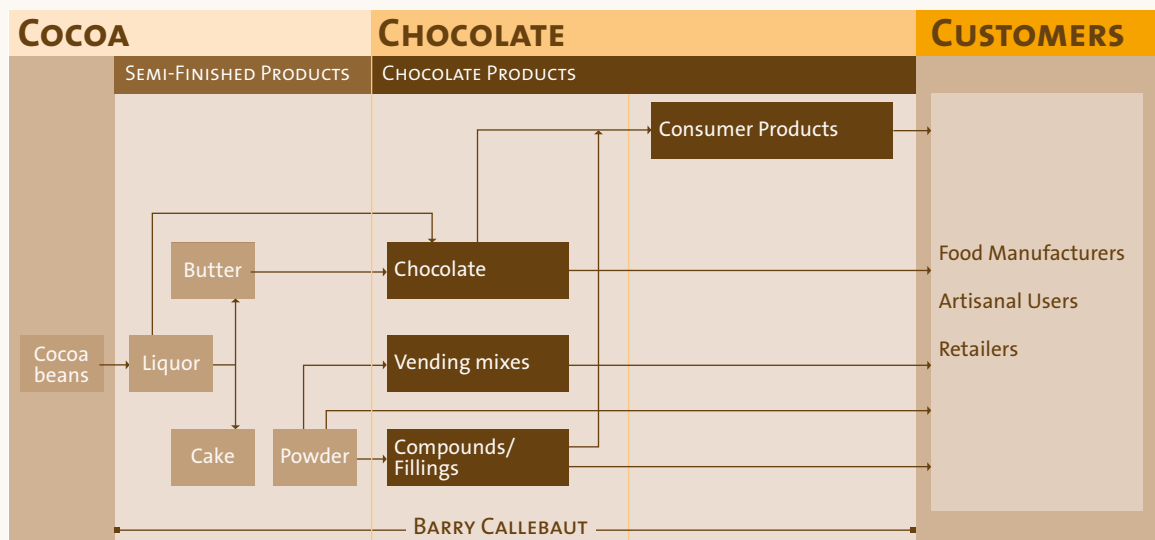 COCOA
CHOCOLATE
CUSTOMERS
SEMI-FINISHED PRODUCTS
CHOCOLATE PRODUCTS
Consumer Products
Butter
Chocolate
Food Manufacturers
Artisanal Users
Retailers
Cocoa
beans
Liquor
Vending mixes
Cake
Powder
Compounds/
Fillings
BARRY CALLEBAUT